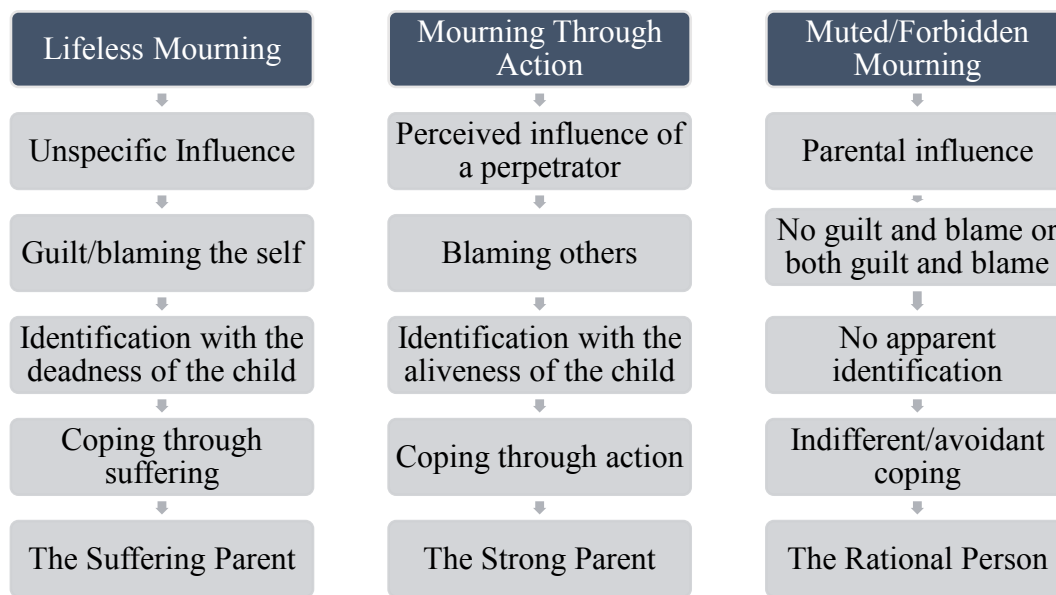 Lifeless Mourning
Unspecific Influence
Guilt/blaming the self
Identification with the
deadness of the child
Coping through
suffering
The Suffering Parent
Mourning Through
Action
Perceived influence of
a perpetrator
Blaming others
Identification with the
aliveness of the child
Coping through action
The Strong Parent
Muted/Forbidden
Mourning
Parental influence
No guilt and blame or
both guilt and blame
No apparent
identification
Indifferent/avoidant
coping
The Rational Person